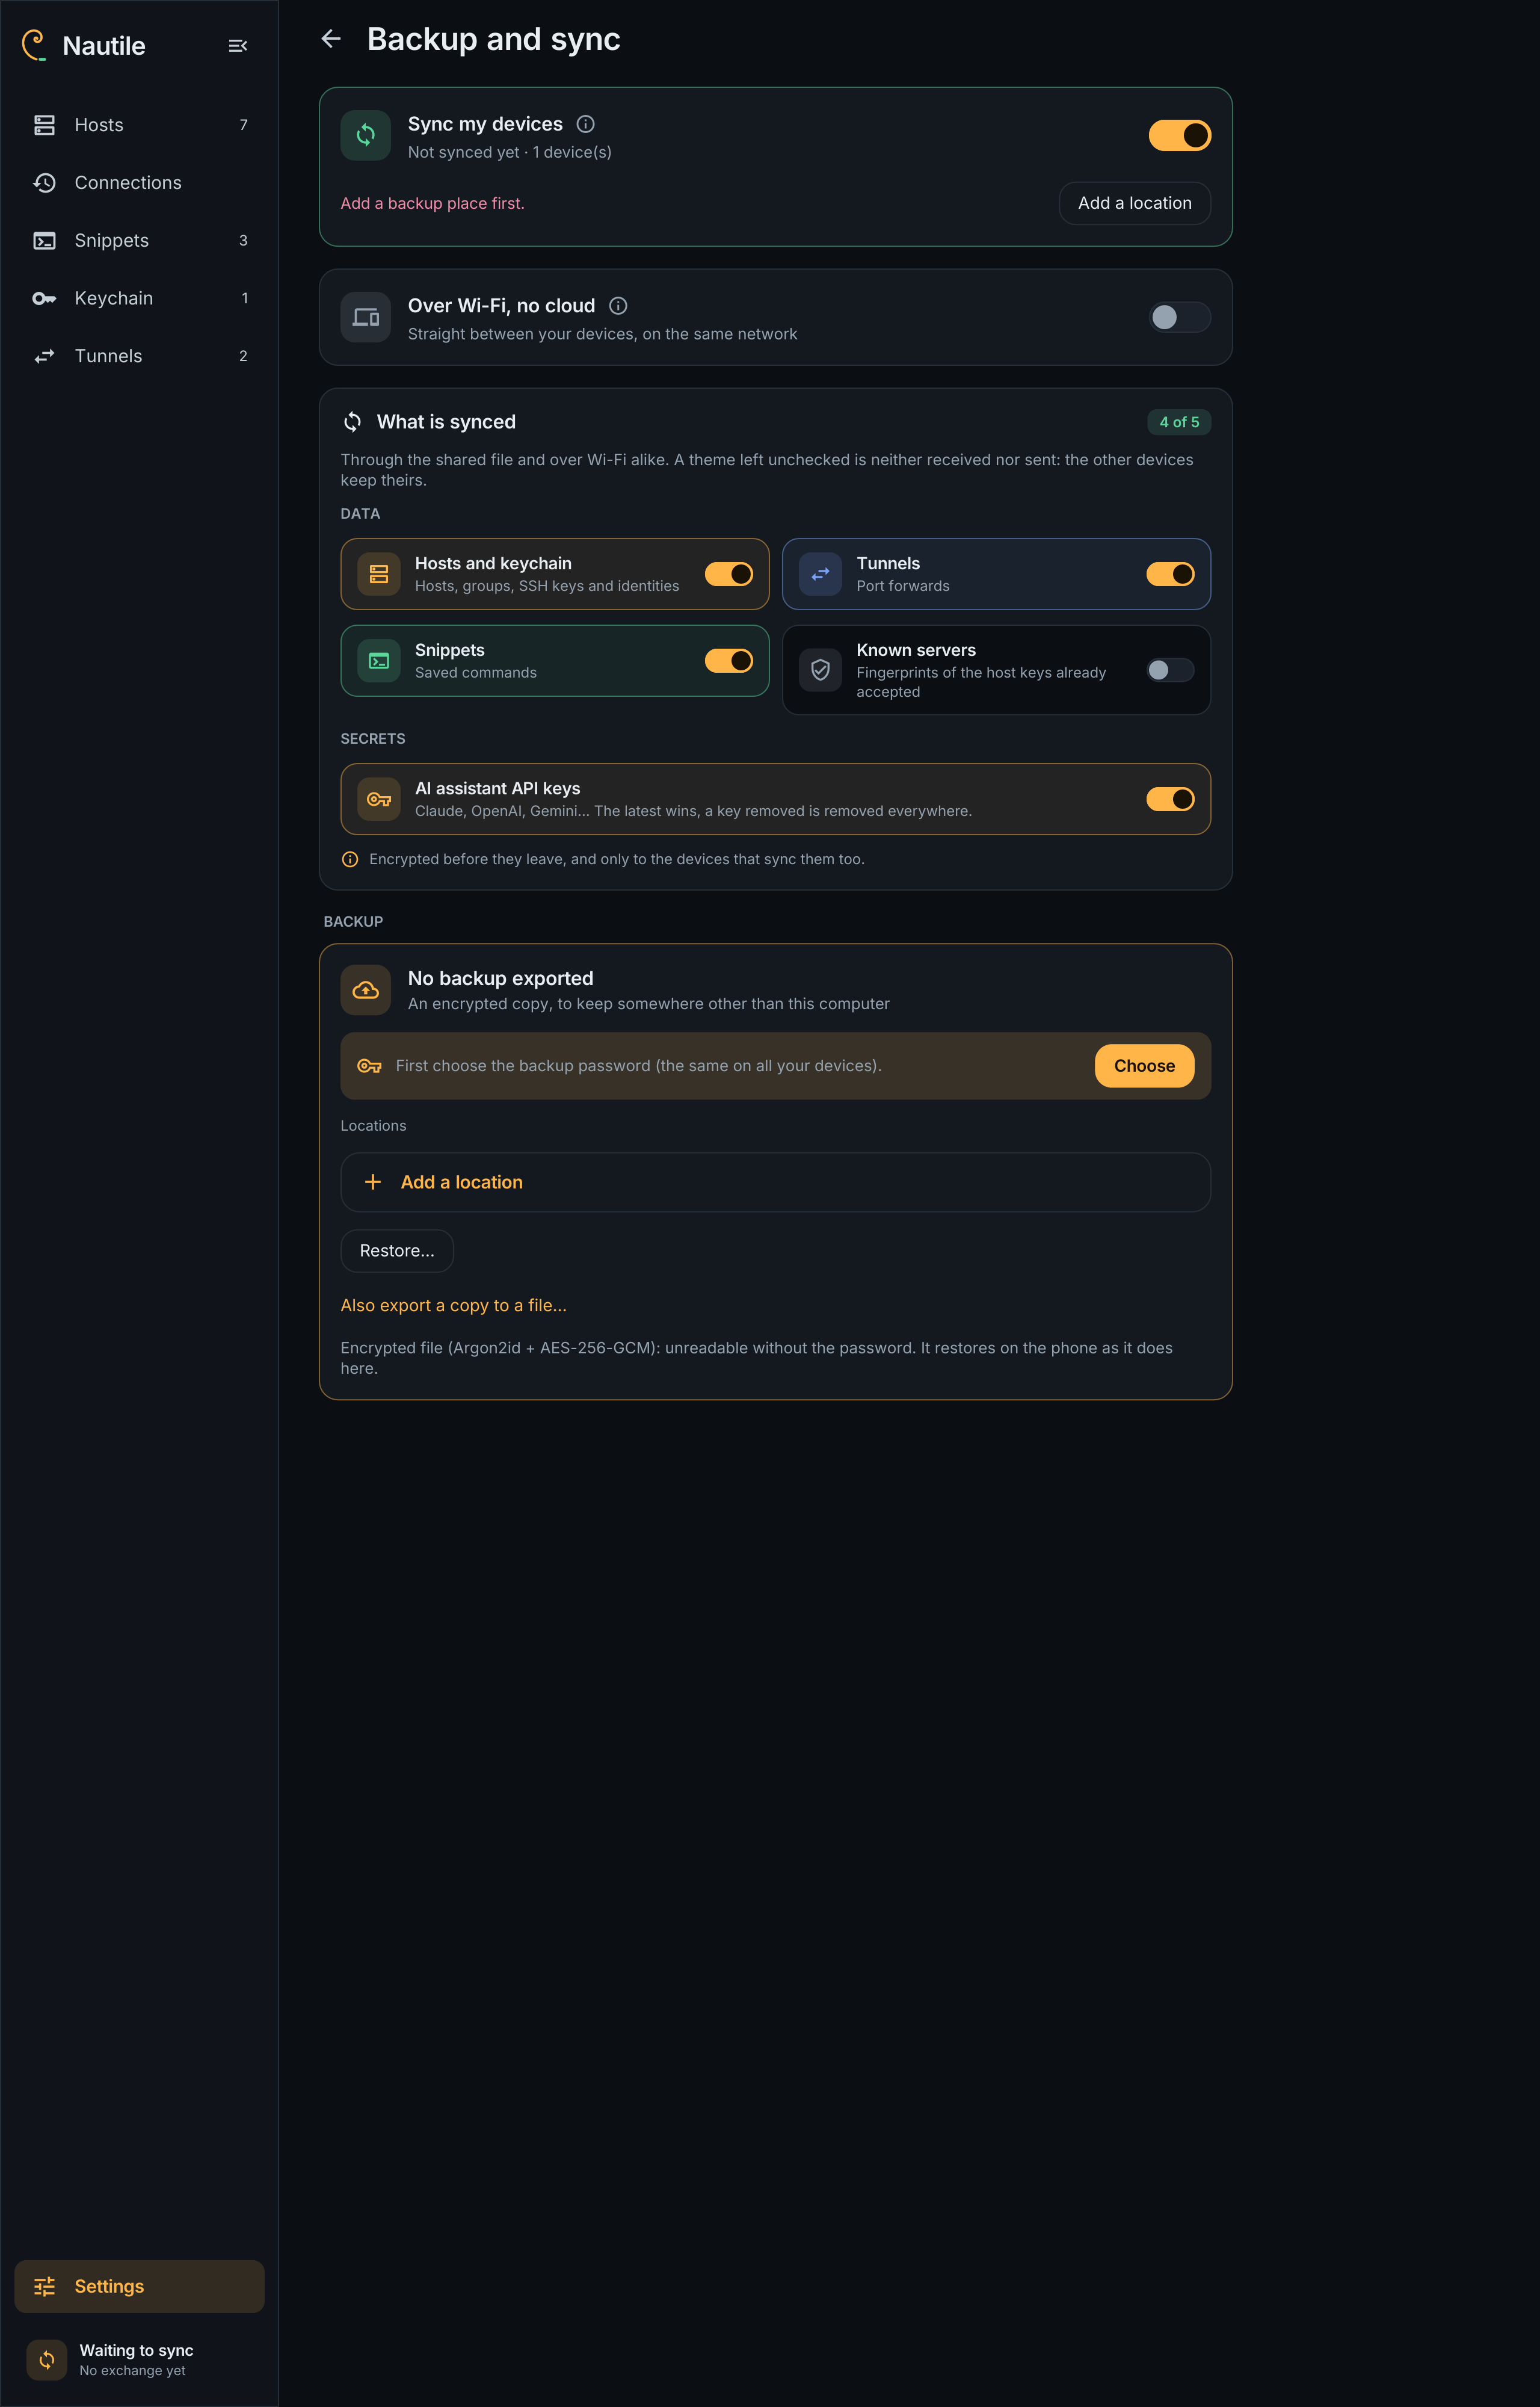 Nautile
Hosts 7
Connections
Snippets 3
Keychain 1
Tunnels 2
Settings
Waiting to sync
No exchange yet
Backup and sync
Sync my devices
Not synced yet · 1 device(s)
Add a backup place first.
Add a location
Over Wi-Fi, no cloud
Straight between your devices, on the same network
What is synced
4 of 5
Through the shared file and over Wi-Fi alike. A theme left unchecked is neither received nor sent: the other devices
keep theirs.
DATA
Hosts and keychain
Hosts, groups, SSH keys and identities
Tunnels
Port forwards
Snippets
Saved commands
Known servers
Fingerprints of the host keys already
accepted
SECRETS
AI assistant API keys
Claude, OpenAI, Gemini... The latest wins, a key removed is removed everywhere.
Encrypted before they leave, and only to the devices that sync them too.
BACKUP
No backup exported
An encrypted copy, to keep somewhere other than this computer
First choose the backup password (the same on all your devices).
Choose
Locations
Add a location
Restore...
Also export a copy to a file...
Encrypted file (Argon2id + AES-256-GCM): unreadable without the password. It restores on the phone as it does
here.